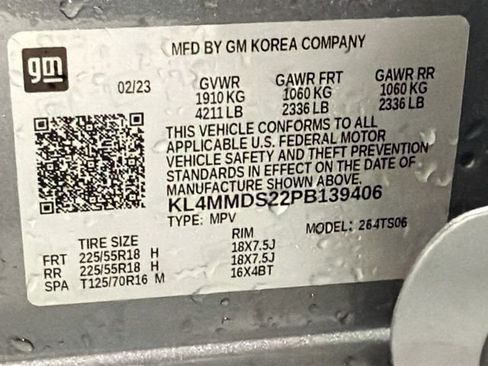 gm
MFD BY GM KOREA COMPANY
02/23 GVWR GAWR FRT GAWR RR
1910 KG 1060 KG 1060 KG
4211 LB 2336 LB 2336 LB
THIS VEHICLE CONFORMS TO ALL
APPLICABLE U.S. FEDERAL MOTOR
VEHICLE SAFETY AND THEFT PREVENTION
STANDARDS IN EFFECT ON THE DATE OF
MANUFACTURE SHOWN ABOVE.
KL4MMDS22PB139406
TYPE: MPV MODEL: 264TS06
TIRE SIZE RIM
FRT 225/55R18 H 18X7.5J
RR 225/55R18 H 18X7.5J
SPA T125/70R16 M 16X4BT